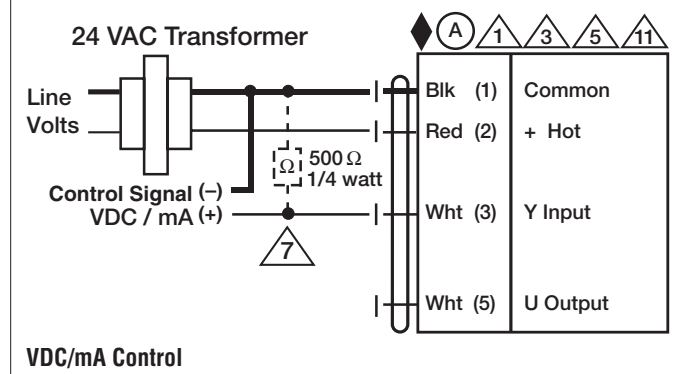 24 VAC Transformer
A 1 3 5 11
Line
Volts
Blk (1) Common
Red (2) + Hot
Ω 500 Ω
1/4 watt
Control Signal (–)
VDC / mA (+)
Wht (3) Y Input
7
Wht (5) U Output
VDC/mA Control